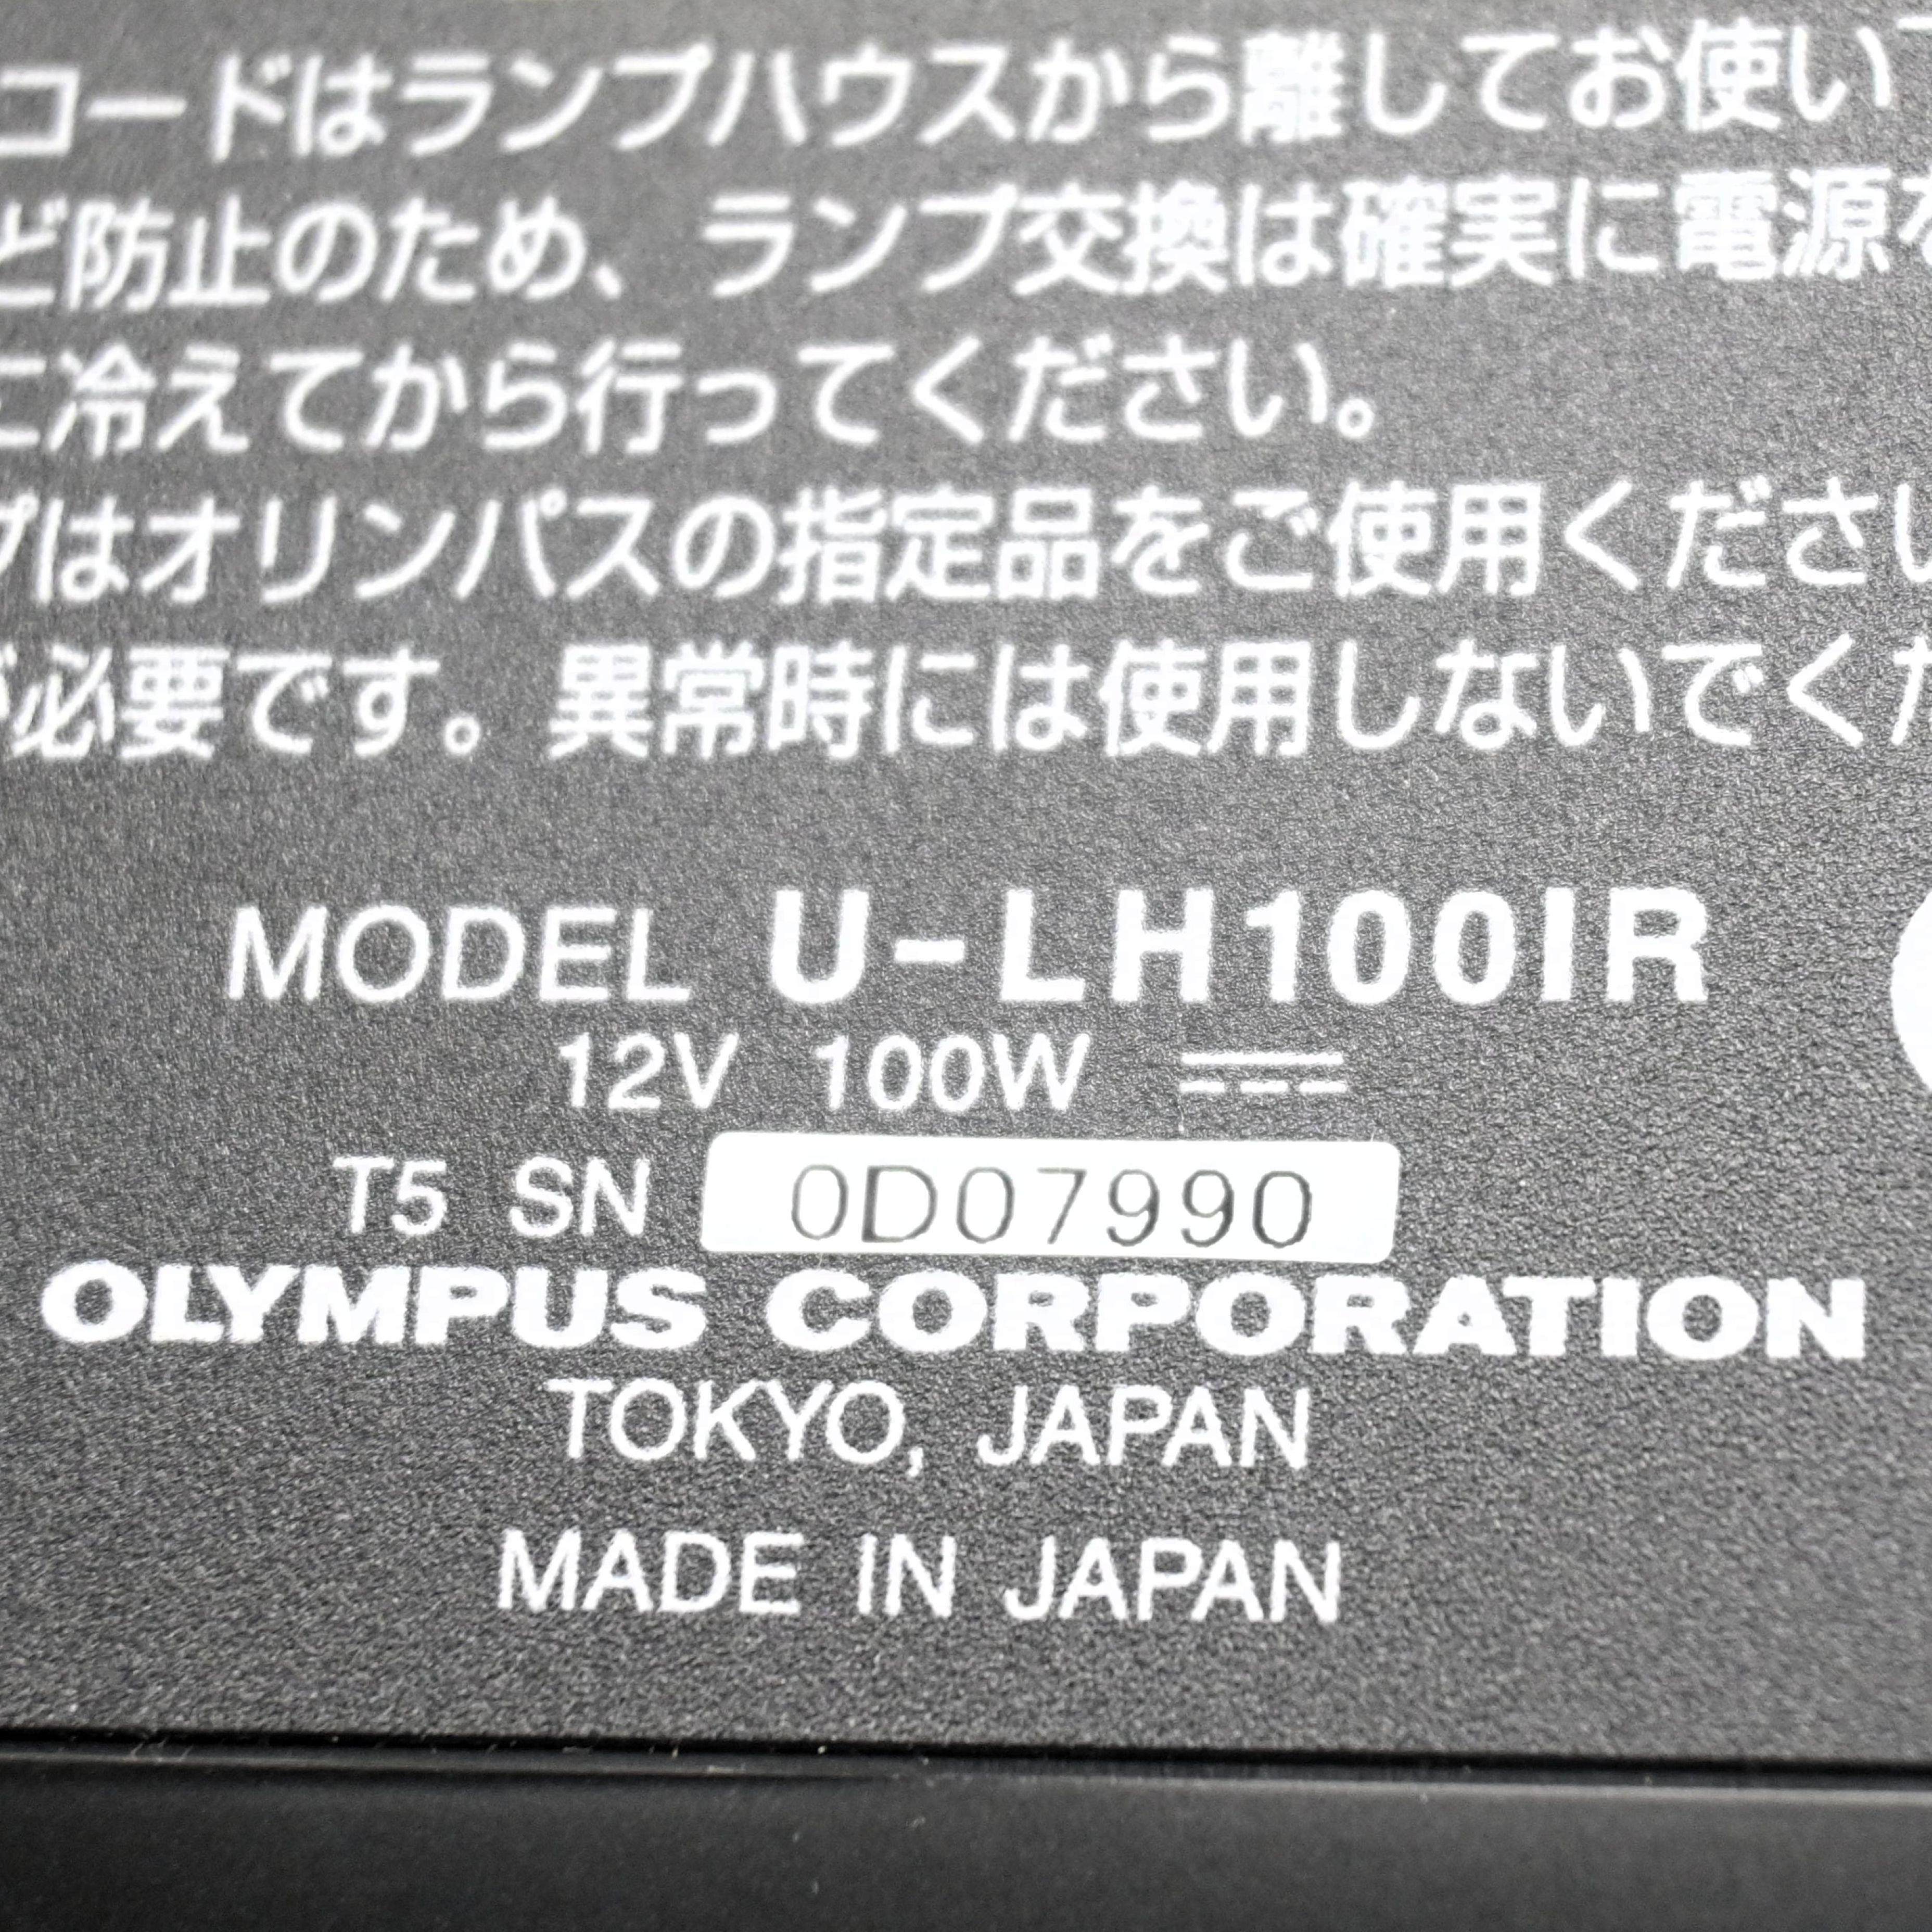 コードはランプハウスから離してお使い
ど防止のため、ランプ交換は確実に電源
に冷えてから行ってください。
プはオリンパスの指定品をご使用ください
が必要です。異常時には使用しないでくだ
MODEL U-LH100IR
12V 100W ⎓
T5 SN 0D07990
OLYMPUS CORPORATION
TOKYO, JAPAN
MADE IN JAPAN